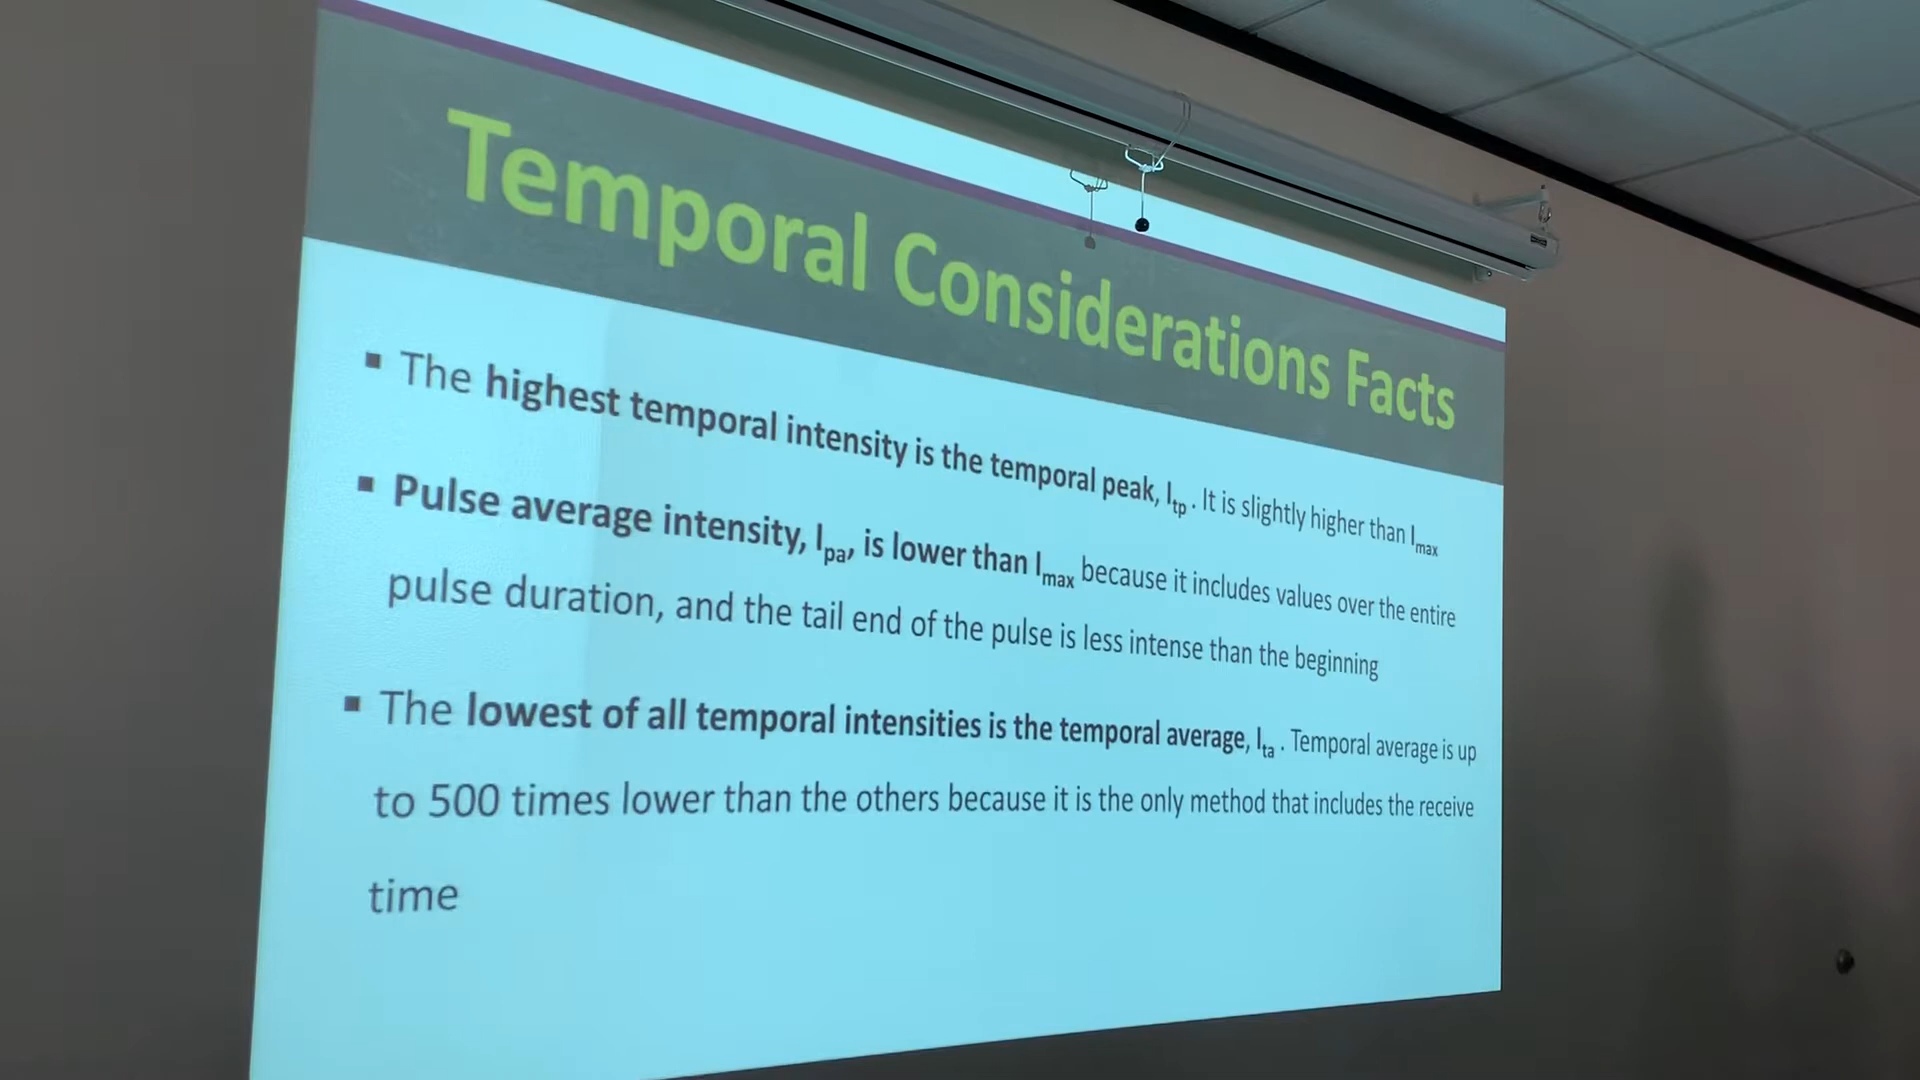 Temporal Considerations Facts
▪ The highest temporal intensity is the temporal peak, Itp . It is slightly higher than Imax
▪ Pulse average intensity, Ipa, is lower than Imax because it includes values over the entire
pulse duration, and the tail end of the pulse is less intense than the beginning
▪ The lowest of all temporal intensities is the temporal average, Ita . Temporal average is up
to 500 times lower than the others because it is the only method that includes the receive
time